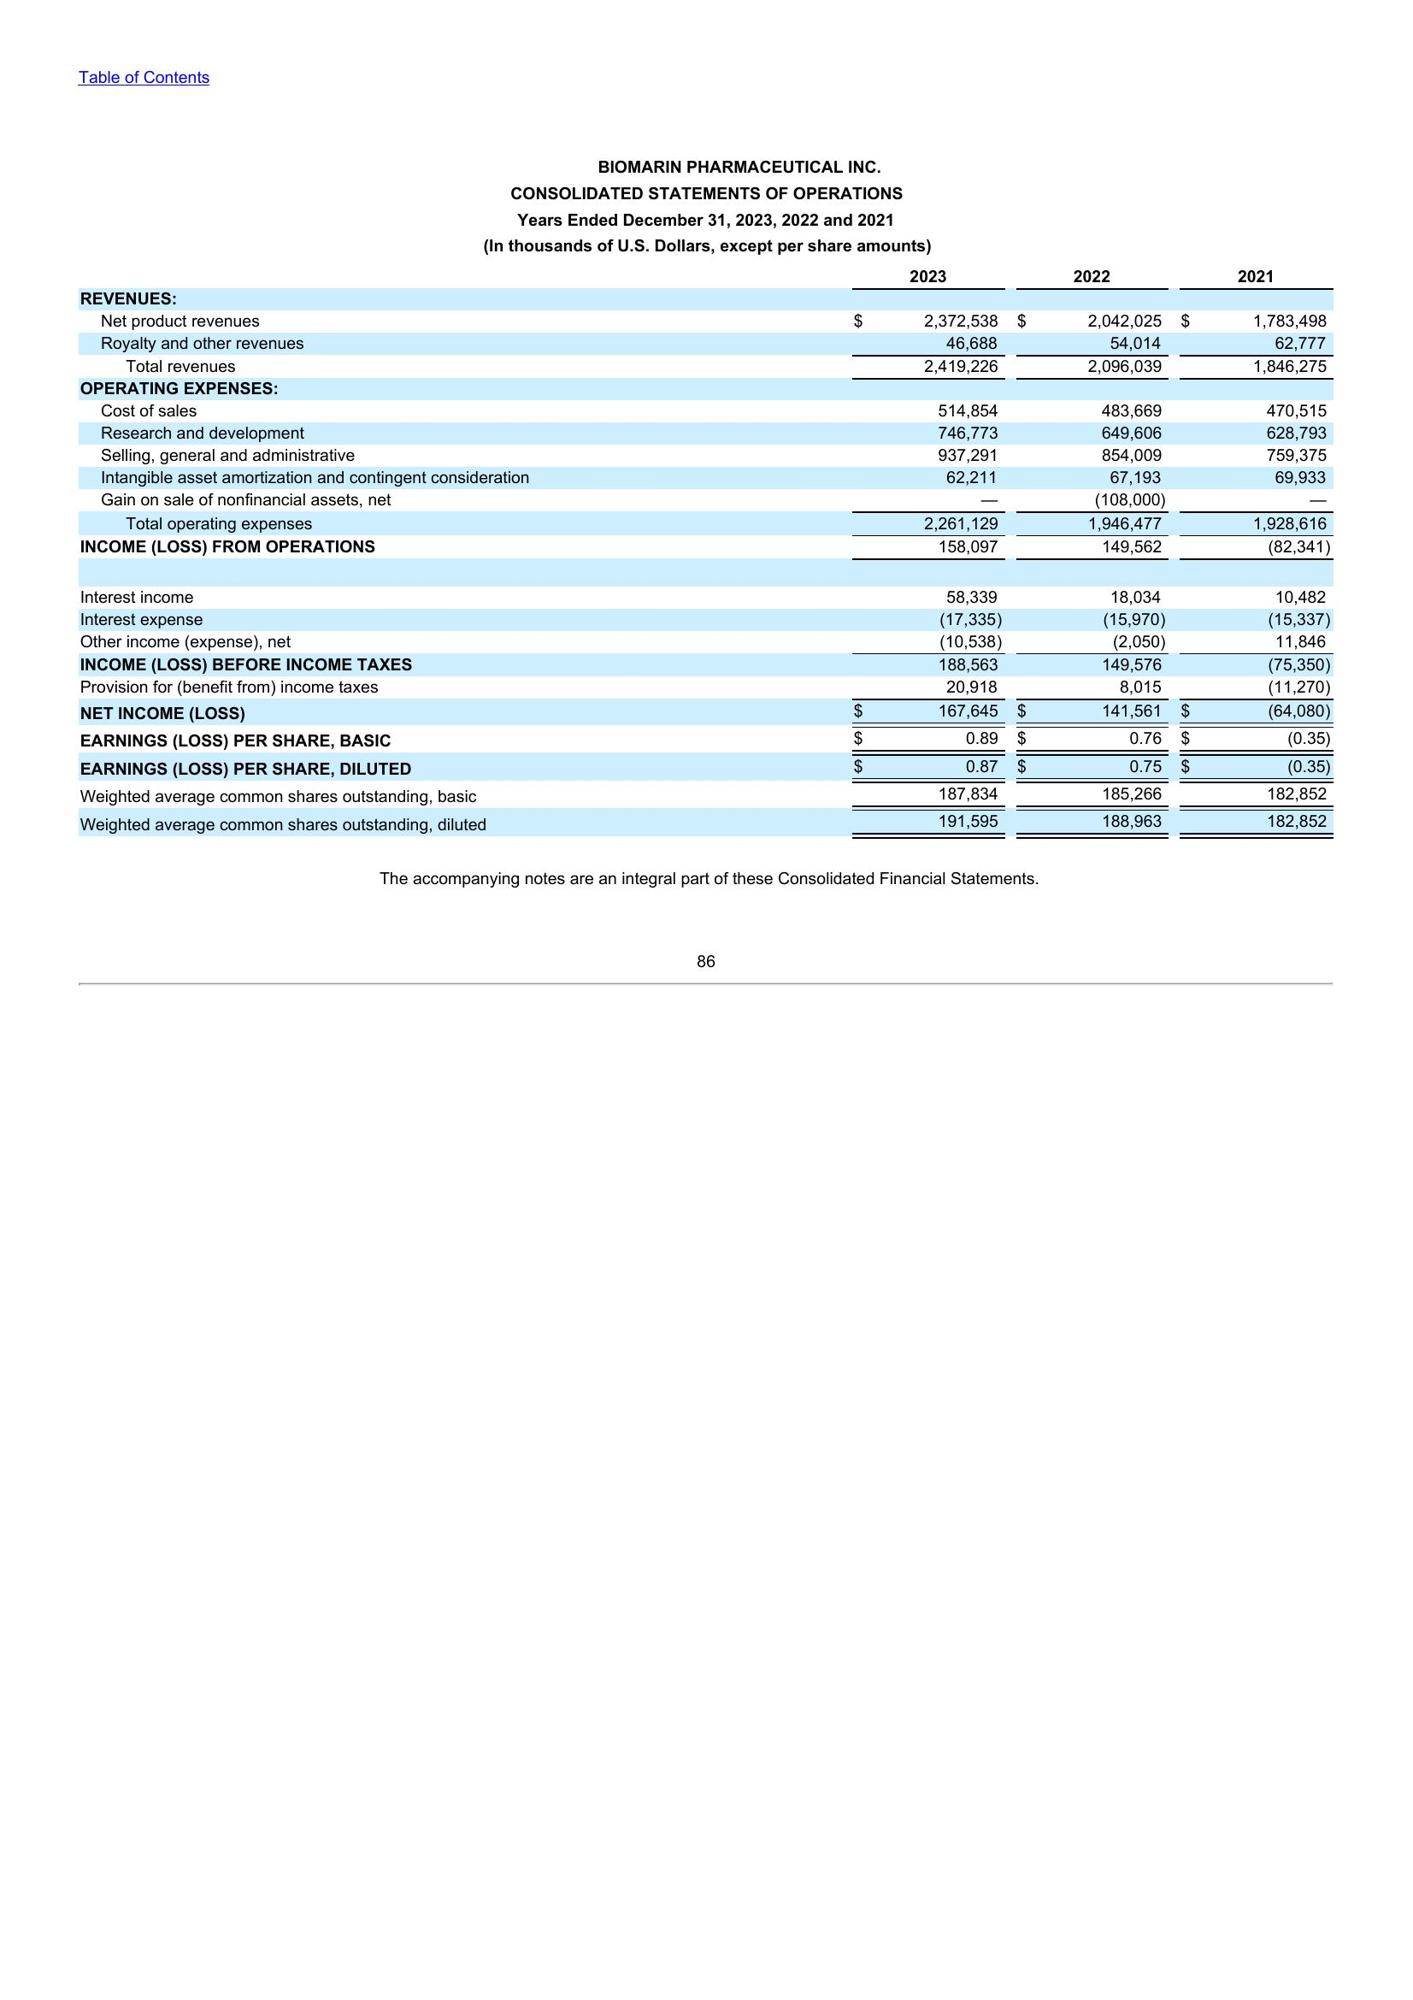 Table of Contents
BIOMARIN PHARMACEUTICAL INC.
CONSOLIDATED STATEMENTS OF OPERATIONS
Years Ended December 31, 2023, 2022 and 2021
(In thousands of U.S. Dollars, except per share amounts)
2023 2022 2021
REVENUES:
Net product revenues $ 2,372,538 $ 2,042,025 $ 1,783,498
Royalty and other revenues 46,688 54,014 62,777
Total revenues 2,419,226 2,096,039 1,846,275
OPERATING EXPENSES:
Cost of sales 514,854 483,669 470,515
Research and development 746,773 649,606 628,793
Selling, general and administrative 937,291 854,009 759,375
Intangible asset amortization and contingent consideration 62,211 67,193 69,933
Gain on sale of nonfinancial assets, net — (108,000) —
Total operating expenses 2,261,129 1,946,477 1,928,616
INCOME (LOSS) FROM OPERATIONS 158,097 149,562 (82,341)
Interest income 58,339 18,034 10,482
Interest expense (17,335) (15,970) (15,337)
Other income (expense), net (10,538) (2,050) 11,846
INCOME (LOSS) BEFORE INCOME TAXES 188,563 149,576 (75,350)
Provision for (benefit from) income taxes 20,918 8,015 (11,270)
NET INCOME (LOSS) $ 167,645 $ 141,561 $ (64,080)
EARNINGS (LOSS) PER SHARE, BASIC $ 0.89 $ 0.76 $ (0.35)
EARNINGS (LOSS) PER SHARE, DILUTED $ 0.87 $ 0.75 $ (0.35)
Weighted average common shares outstanding, basic 187,834 185,266 182,852
Weighted average common shares outstanding, diluted 191,595 188,963 182,852
The accompanying notes are an integral part of these Consolidated Financial Statements.
86